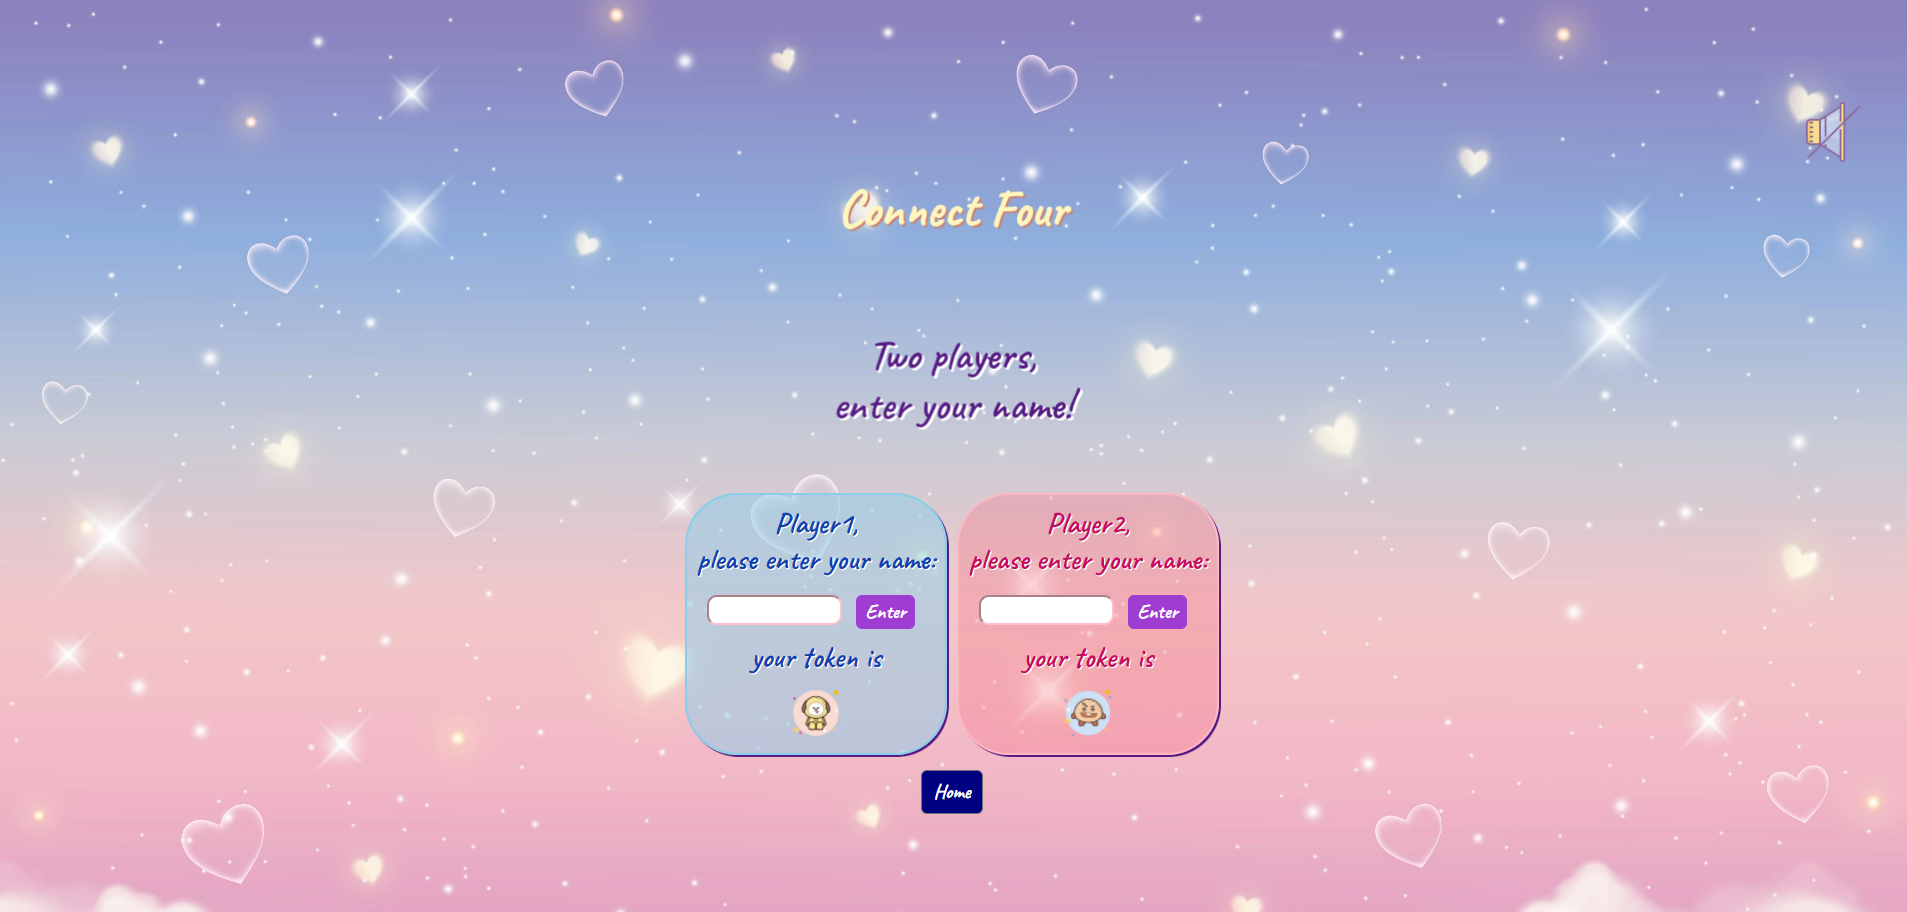 Connect Four
Two players,
enter your name!
Player1,
please enter your name:
Enter
your token is
Player2,
please enter your name:
Enter
your token is
Home